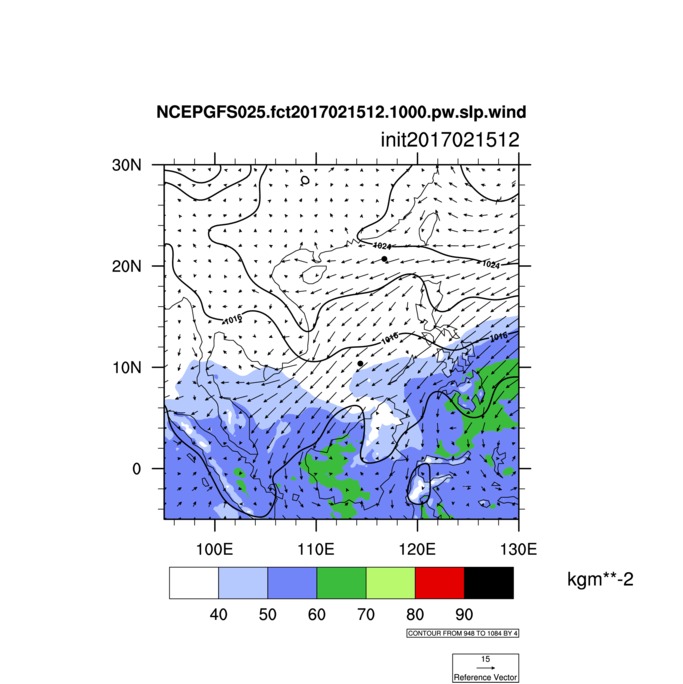 NCEPGFS025.fct2017021512.1000.pw.slp.wind
init2017021512
30N
20N
10N
0
1024
1024
1016
1016
1016
100E 110E 120E 130E
40 50 60 70 80 90
kgm**-2
CONTOUR FROM 948 TO 1084 BY 4
15
Reference Vector